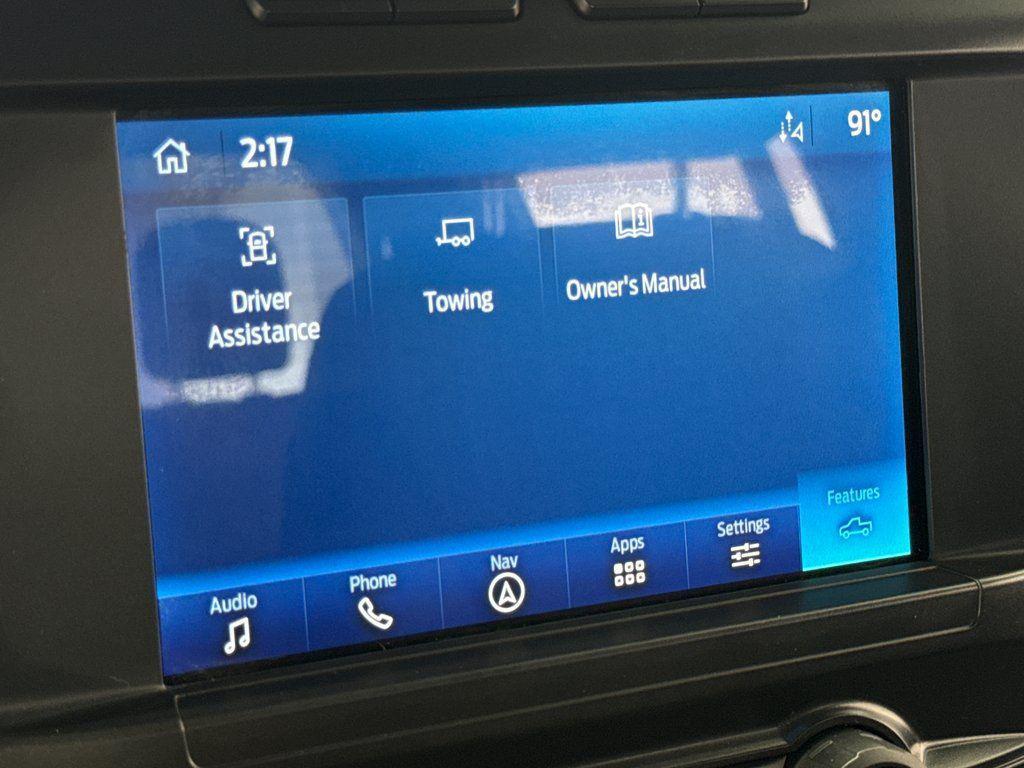 2:17
91°
Driver
Assistance
Towing
Owner's Manual
Audio
Phone
Nav
Apps
Settings
Features